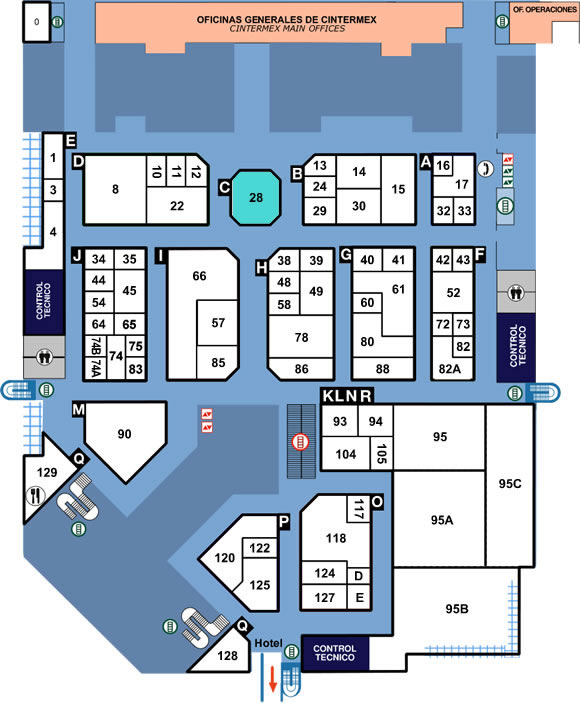 0
OFICINAS GENERALES DE CINTERMEX
CINTERMEX MAIN OFFICES
OF. OPERACIONES
E
1
3
4
D
8
10
11
12
22
C
28
B
13
24
29
14
30
15
A
16
17
32
33
CONTROL
TECNICO
J
34
35
44
45
54
64
65
74B
74A
74
75
83
I
66
57
85
H
38
39
48
49
58
78
86
G
40
41
61
60
80
88
F
42
43
52
72
73
82
82A
CONTROL
TECNICO
M
90
Q
129
K L N R
93
94
95
104
105
95C
95A
95B
O
117
118
124
D
127
E
P
120
122
125
Q
128
Hotel
CONTROL
TECNICO